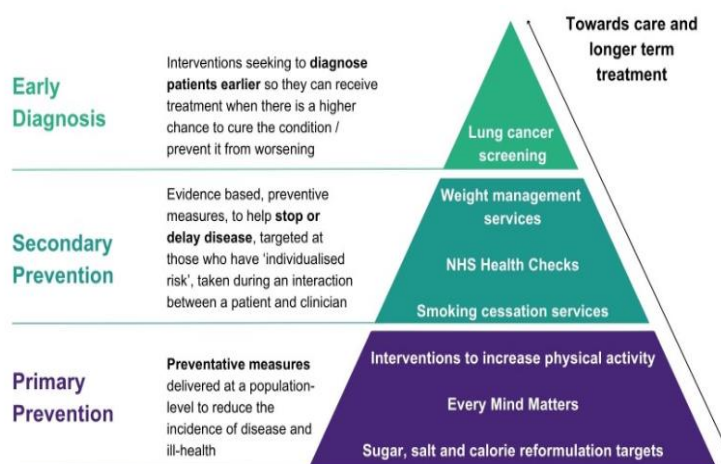 Towards care and
longer term
treatment
Early
Diagnosis
Interventions seeking to diagnose
patients earlier so they can receive
treatment when there is a higher
chance to cure the condition /
prevent it from worsening
Lung cancer
screening
Secondary
Prevention
Evidence based, preventive
measures, to help stop or
delay disease, targeted at
those who have ‘individualised
risk’, taken during an interaction
between a patient and clinician
Weight management
services
NHS Health Checks
Smoking cessation services
Primary
Prevention
Preventative measures
delivered at a population-
level to reduce the
incidence of disease and
ill-health
Interventions to increase physical activity
Every Mind Matters
Sugar, salt and calorie reformulation targets